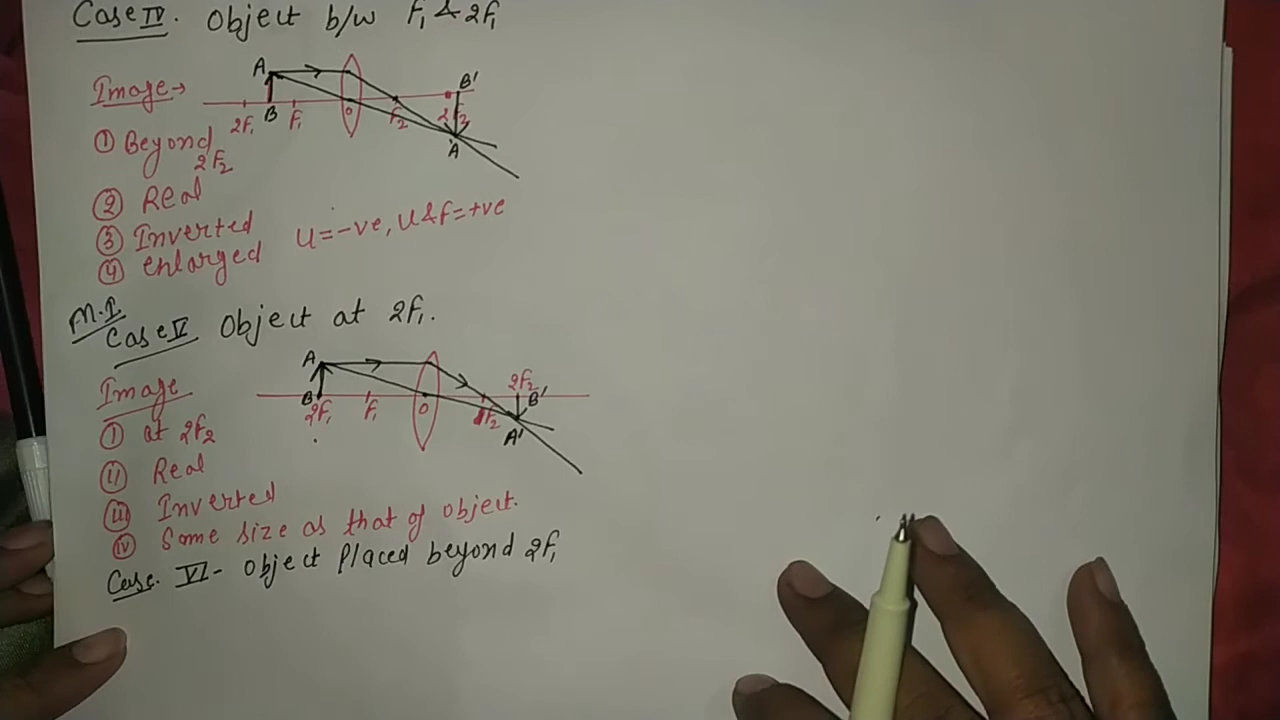 Case IV. Object b/w F1 & 2F1
Image→
A
B'
2F1 B F1 O F2 2F2
A
① Beyond 2F2
② Real
③ Inverted
④ enlarged
U=-ve, U&F=+ve
M.I
Case V Object at 2F1.
Image
A
2F2
B B'
2F1 F1 O F2
A'
① at 2F2
② Real
③ Inverted
④ Some size as that of object.
Case. VI- Object Placed beyond 2F1